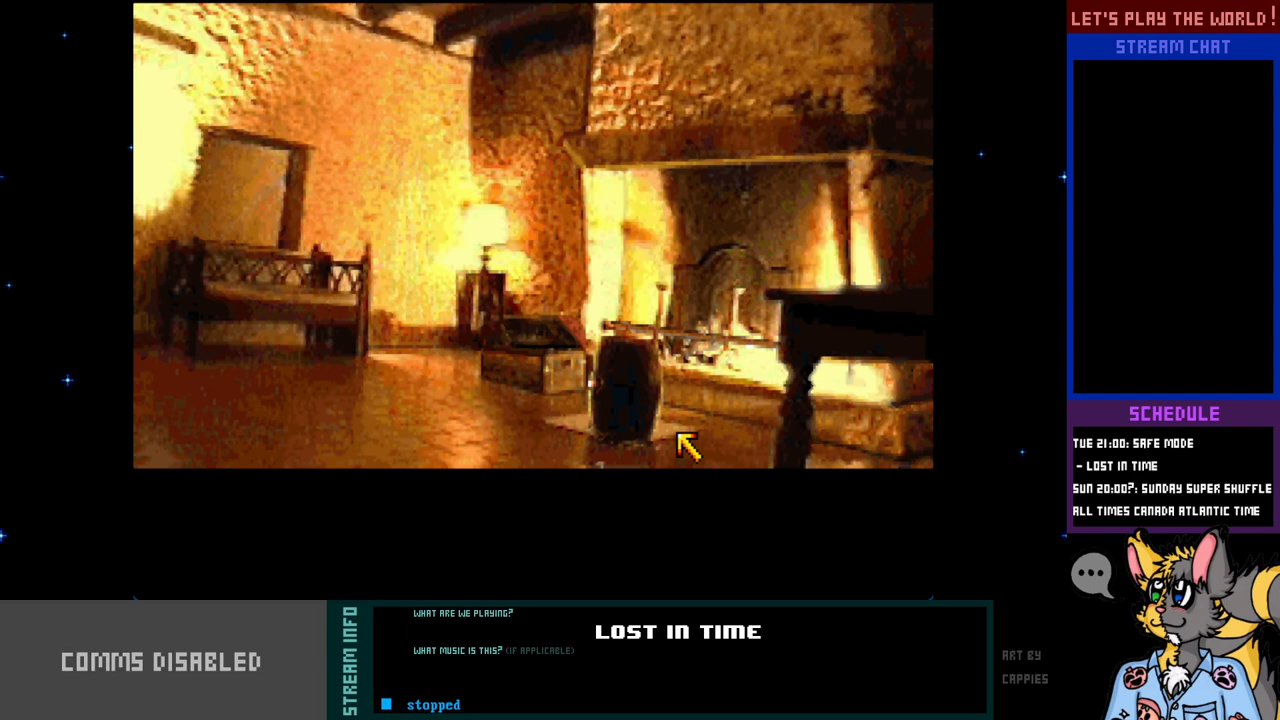 LET'S PLAY THE WORLD!
STREAM CHAT
SCHEDULE
TUE 21:00: SAFE MODE
- LOST IN TIME
SUN 20:00?: SUNDAY SUPER SHUFFLE
ALL TIMES CANADA ATLANTIC TIME
COMMS DISABLED
STREAM INFO
WHAT ARE WE PLAYING?
LOST IN TIME
WHAT MUSIC IS THIS? (IF APPLICABLE)
stopped
ART BY
CAPPIES